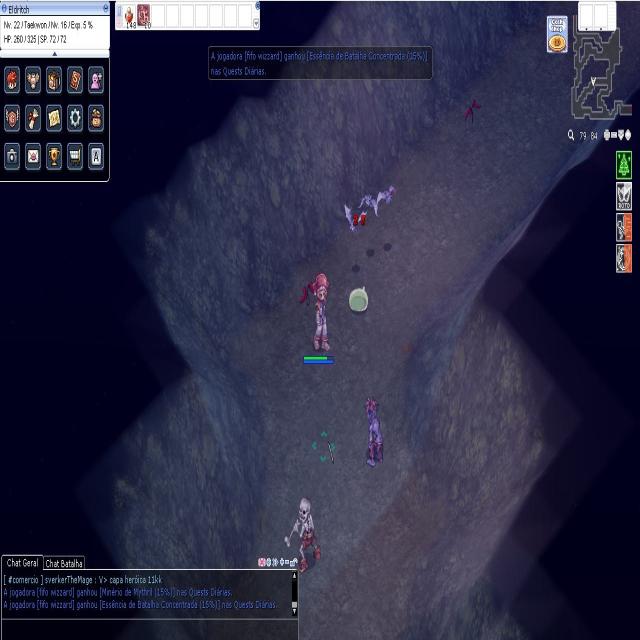 Eldritch
Nv. 22 / Taekwon / Nv. 16 / Exp. 5 %
HP. 260 / 325 | SP. 72 / 72
A jogadora [fifo wizzard] ganhou [Essência de Batalha Concentrada (15%)]
nas Quests Diárias.
79 84
Chat Geral Chat Batalha
[ #comercio ] sverkerTheMage : V> capa heróica 11kk
A jogadora [fifo wizzard] ganhou [Minério de Mythril (15%)] nas Quests Diárias.
A jogadora [fifo wizzard] ganhou [Essência de Batalha Concentrada (15%)] nas Quests Diárias.